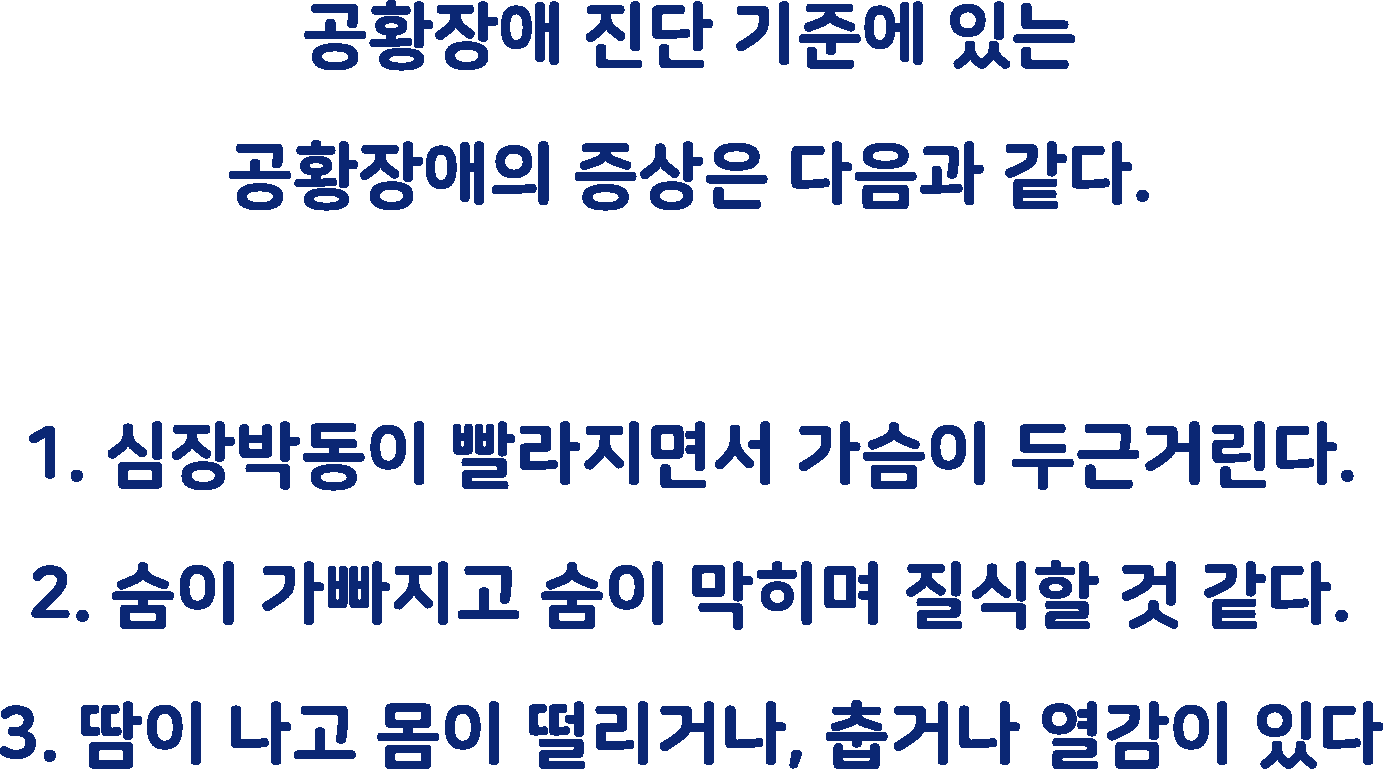 공황장애 진단 기준에 있는
공황장애의 증상은 다음과 같다.
1. 심장박동이 빨라지면서 가슴이 두근거린다.
2. 숨이 가빠지고 숨이 막히며 질식할 것 같다.
3. 땀이 나고 몸이 떨리거나, 춥거나 열감이 있다